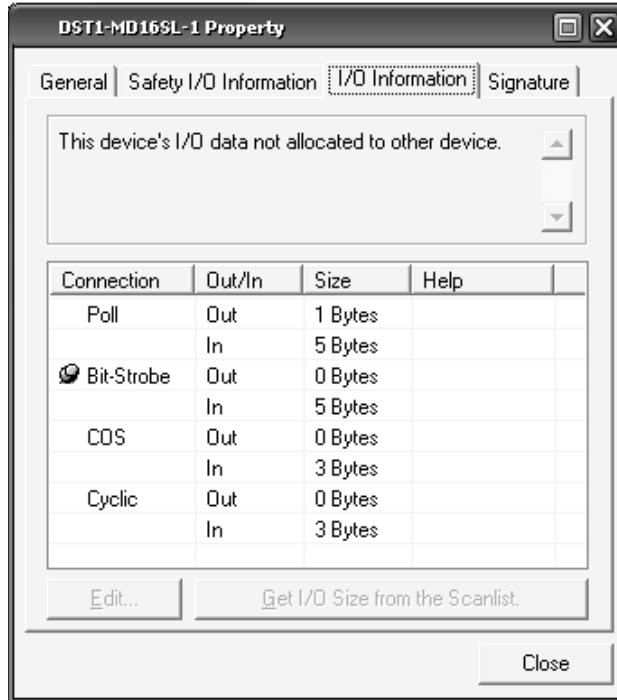 DST1-MD16SL-1 Property
General Safety I/O Information I/O Information Signature
This device's I/O data not allocated to other device.
Connection Out/In Size Help
Poll Out 1 Bytes
In 5 Bytes
Bit-Strobe Out 0 Bytes
In 5 Bytes
COS Out 0 Bytes
In 3 Bytes
Cyclic Out 0 Bytes
In 3 Bytes
Edit... Get I/O Size from the Scanlist.
Close